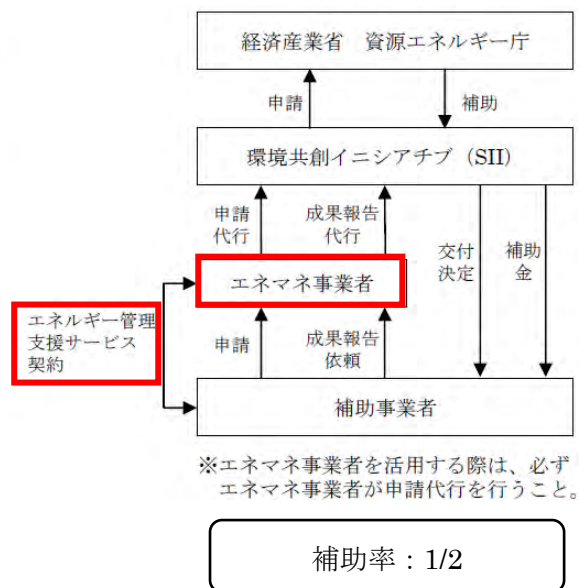 経済産業省 資源エネルギー庁
申請
補助
環境共創イニシアチブ（SII）
申請
代行
成果報告
代行
交付
決定
補助
金
エネマネ事業者
エネルギー管理
支援サービス
契約
申請
成果報告
依頼
補助事業者
※エネマネ事業者を活用する際は、必ず
エネマネ事業者が申請代行を行うこと。
補助率：1/2